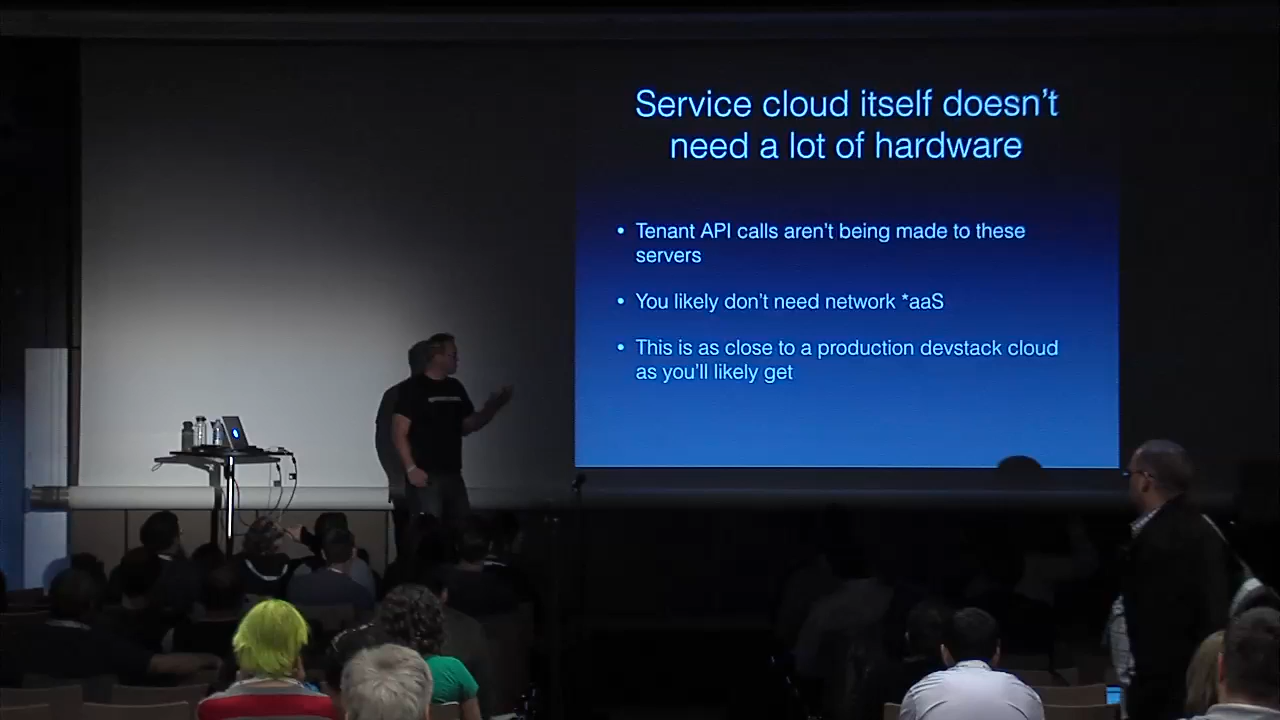 Service cloud itself doesn't
need a lot of hardware
• Tenant API calls aren't being made to these
servers
• You likely don't need network *aaS
• This is as close to a production devstack cloud
as you'll likely get